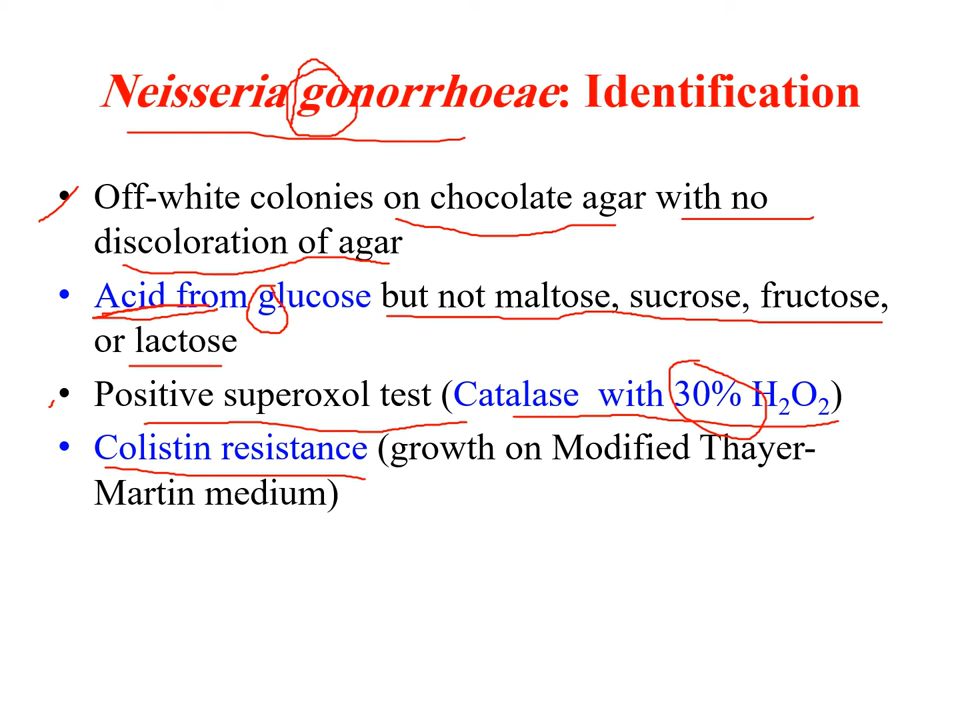 Neisseria gonorrhoeae: Identification
• Off-white colonies on chocolate agar with no
discoloration of agar
• Acid from glucose but not maltose, sucrose, fructose,
or lactose
• Positive superoxol test (Catalase with 30% H₂O₂)
• Colistin resistance (growth on Modified Thayer-
Martin medium)